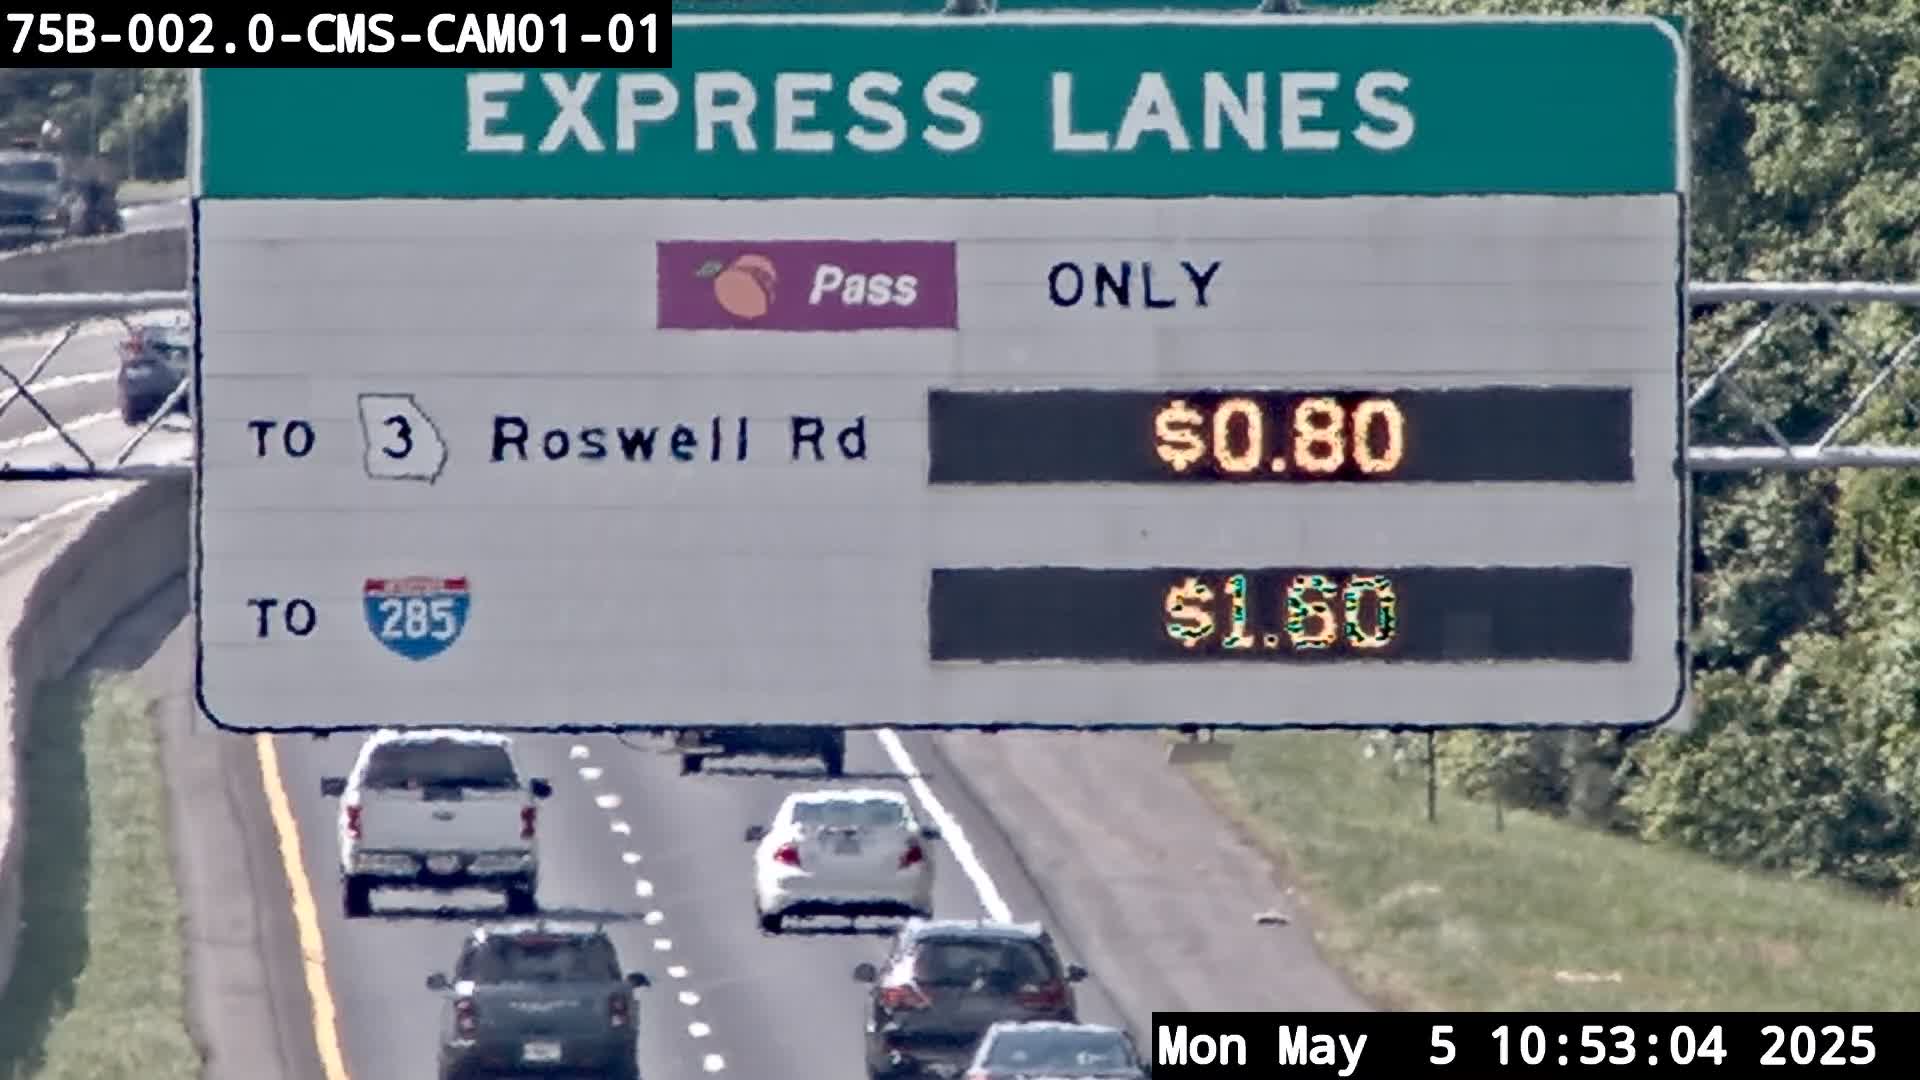 75B-002.0-CMS-CAM01-01
EXPRESS LANES
Pass ONLY
TO 3 Roswell Rd $0.80
TO 285 $1.60
Mon May 5 10:53:04 2025